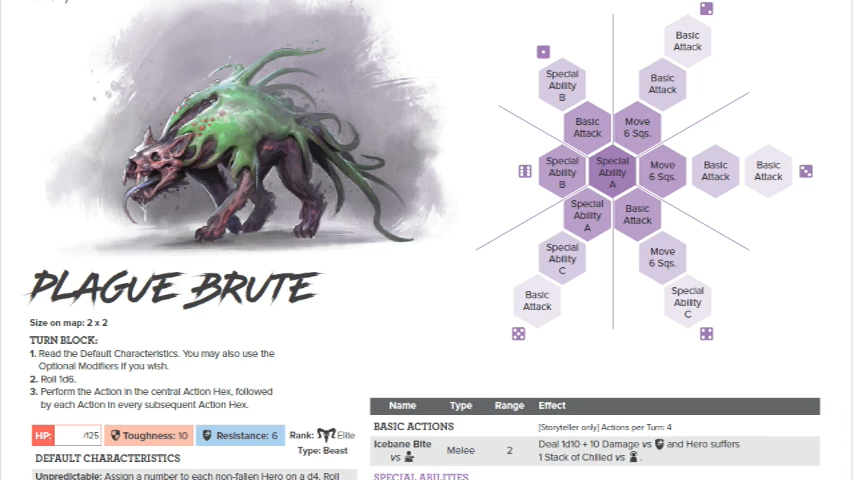 Basic
Attack
Special
Ability
B
Basic
Attack
Basic
Attack
Move
6 Sqs.
Special
Ability
B
Special
Ability
A
Move
6 Sqs.
Basic
Attack
Basic
Attack
Special
Ability
A
Basic
Attack
Special
Ability
C
Move
6 Sqs.
Basic
Attack
Special
Ability
C
PLAGUE BRUTE
Size on map: 2 x 2
TURN BLOCK:
1. Read the Default Characteristics. You may also use the
Optional Modifiers if you wish.
2. Roll 1d6.
3. Perform the Action in the central Action Hex, followed
by each Action in every subsequent Action Hex.
HP: /125 Toughness: 10 Resistance: 6 Rank: Elite
Type: Beast
DEFAULT CHARACTERISTICS
Unpredictable: Assign a number to each non-fallen Hero on a d4. Roll
Name Type Range Effect
BASIC ACTIONS [Storyteller only] Actions per Turn: 4
Icebane Bite
vs
Melee 2 Deal 1d10 + 10 Damage vs and Hero suffers
1 Stack of Chilled vs .
SPECIAL ABILITIES